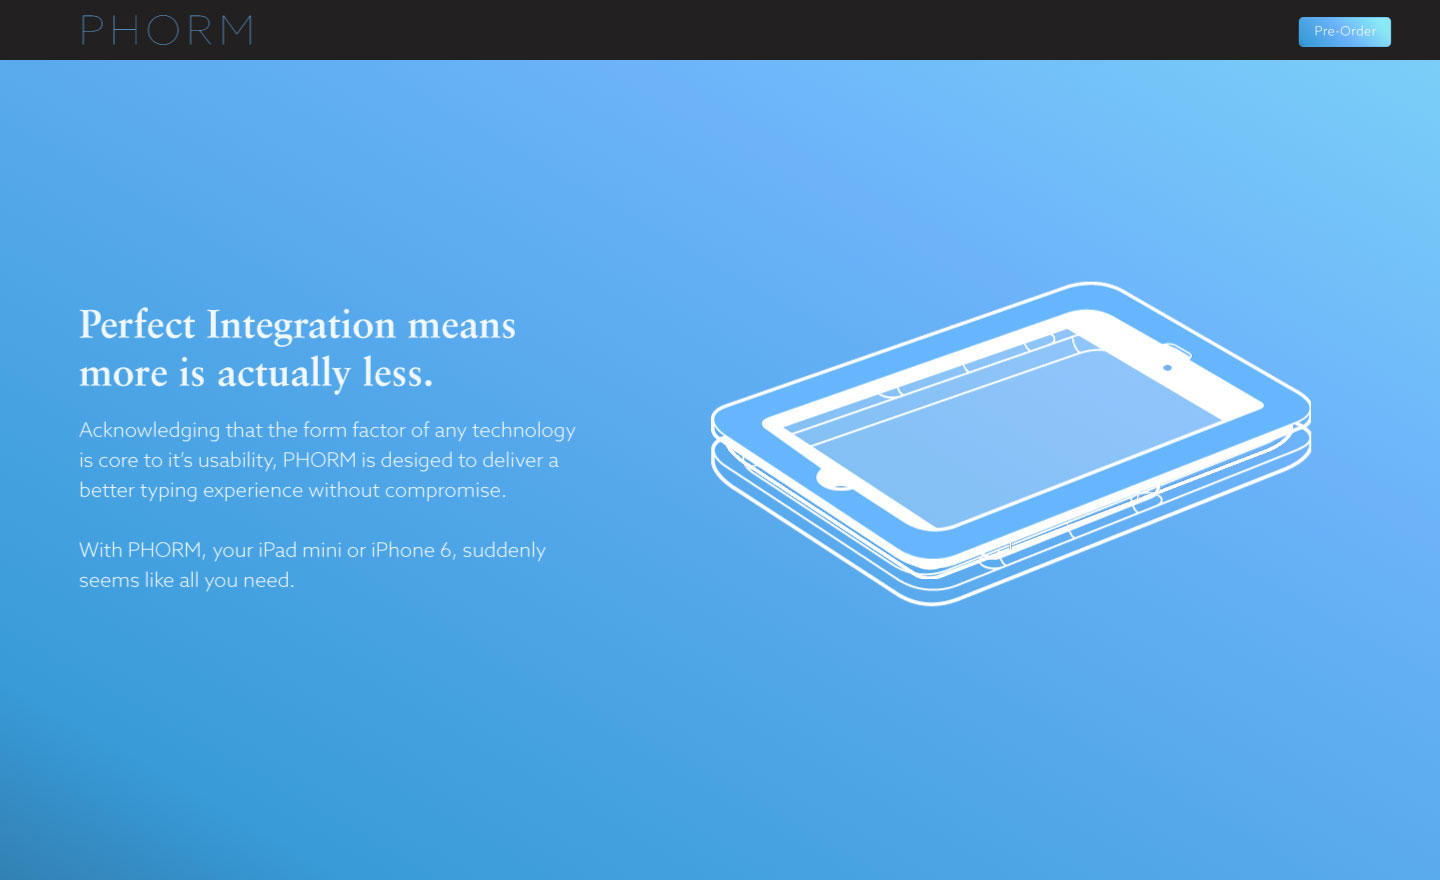 PHORM
Pre-Order
Perfect Integration means
more is actually less.
Acknowledging that the form factor of any technology
is core to it’s usability, PHORM is desiged to deliver a
better typing experience without compromise.
With PHORM, your iPad mini or iPhone 6, suddenly
seems like all you need.